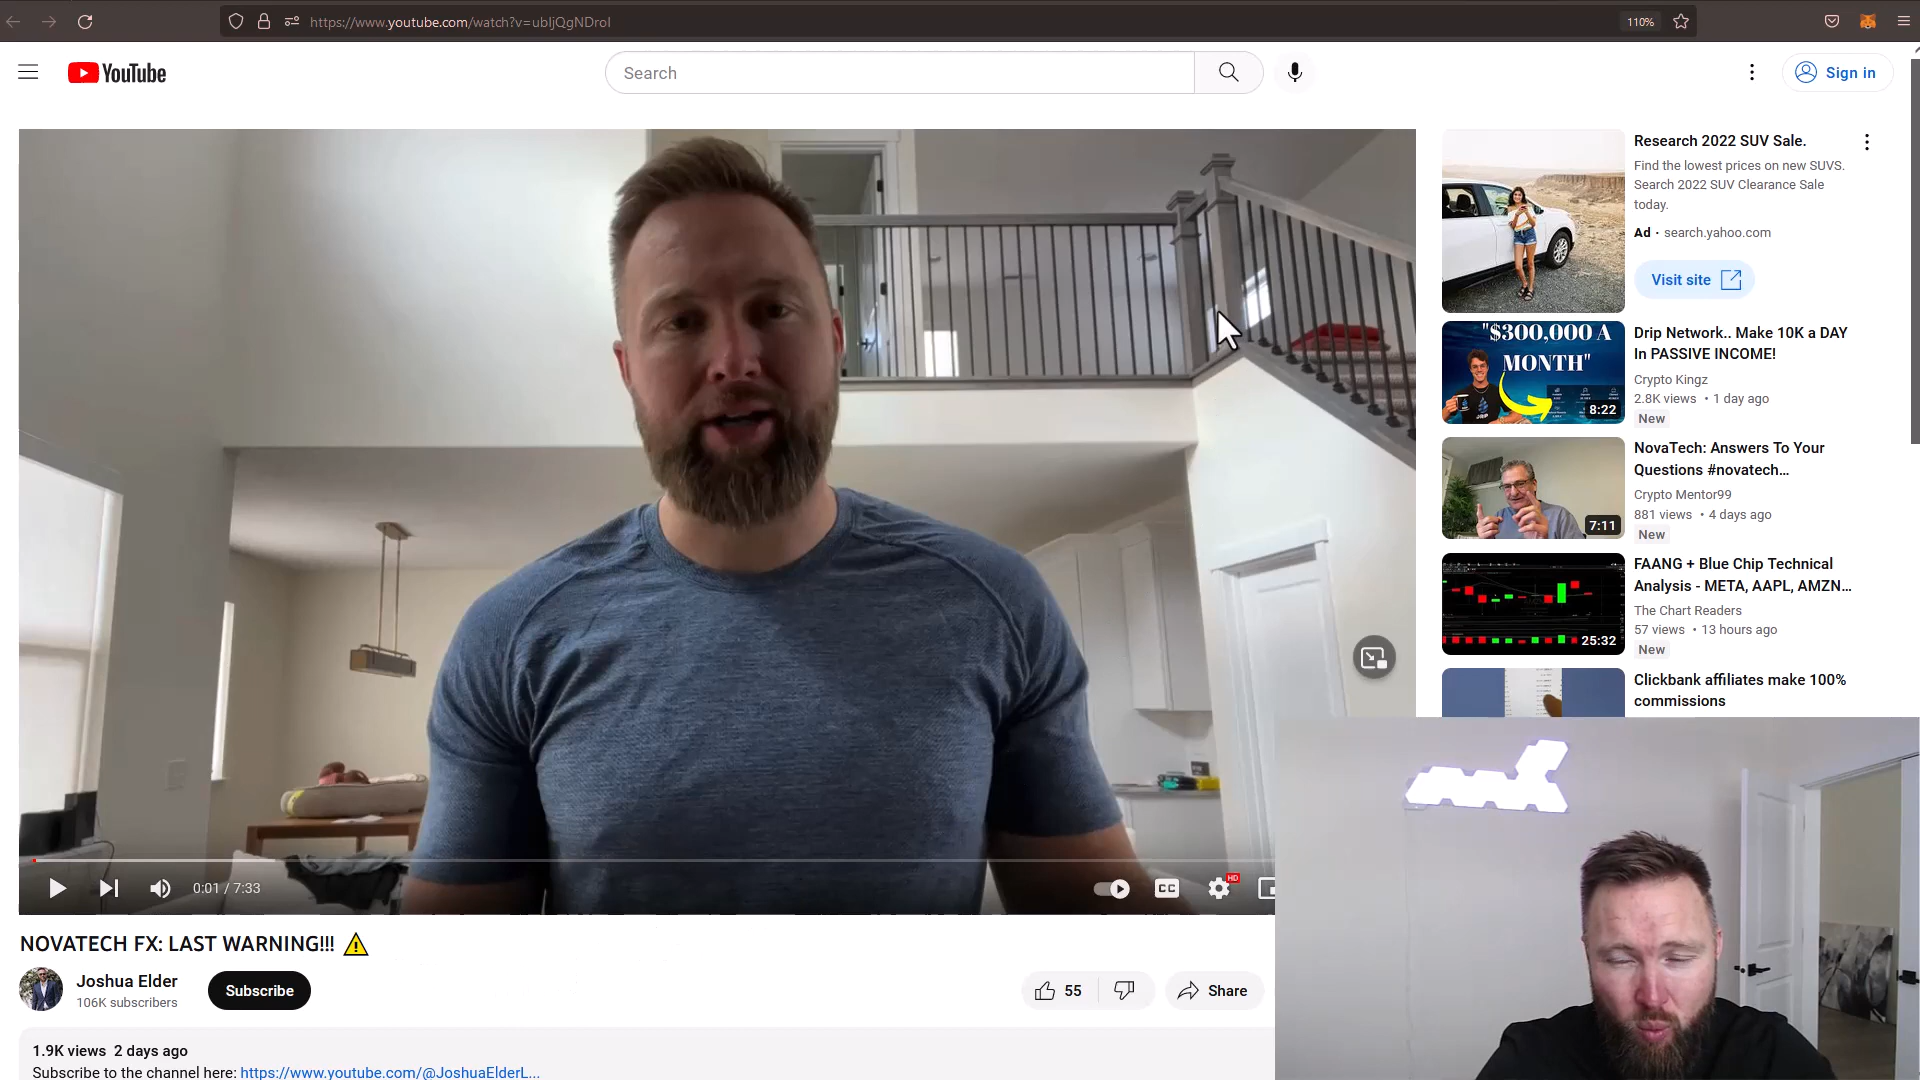 https://www.youtube.com/watch?v=ubIjQgNDroI
110%
YouTube
Search
Sign in
Research 2022 SUV Sale.
Find the lowest prices on new SUVS.
Search 2022 SUV Clearance Sale
today.
Ad · search.yahoo.com
Visit site
"$300,000 A
MONTH"
8:22
Drip Network.. Make 10K a DAY
In PASSIVE INCOME!
Crypto Kingz
2.8K views • 1 day ago
New
7:11
NovaTech: Answers To Your
Questions #novatech...
Crypto Mentor99
881 views • 4 days ago
New
25:32
FAANG + Blue Chip Technical
Analysis - META, AAPL, AMZN...
The Chart Readers
57 views • 13 hours ago
New
Clickbank affiliates make 100%
commissions
0:01 / 7:33
CC
HD
NOVATECH FX: LAST WARNING!!! ⚠️
Joshua Elder
106K subscribers
Subscribe
55
Share
1.9K views 2 days ago
Subscribe to the channel here: https://www.youtube.com/@JoshuaElderL...